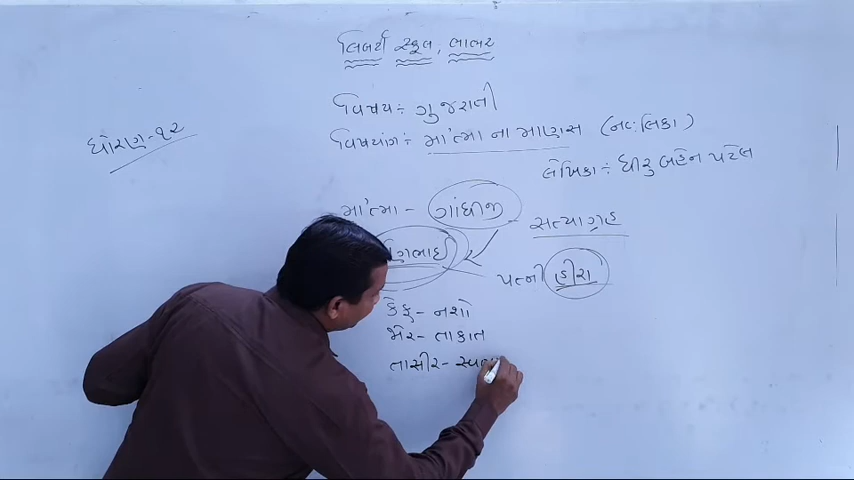 લિબર્ટી સ્કૂલ, લાલર
ધોરણ-૧૨
વિષય ÷ ગુજરાતી
વિષયાંગ ÷ મા'ત્મા ના માણસ (નવલિકા)
લેખિકા ÷ ધીરુબહેન પટેલ
મા'ત્મા - ગાંધીજી
સત્યાગ્રહ
પત્ની હીરા
કેફ - નશો
જોર - તાકાત
તાસીર -